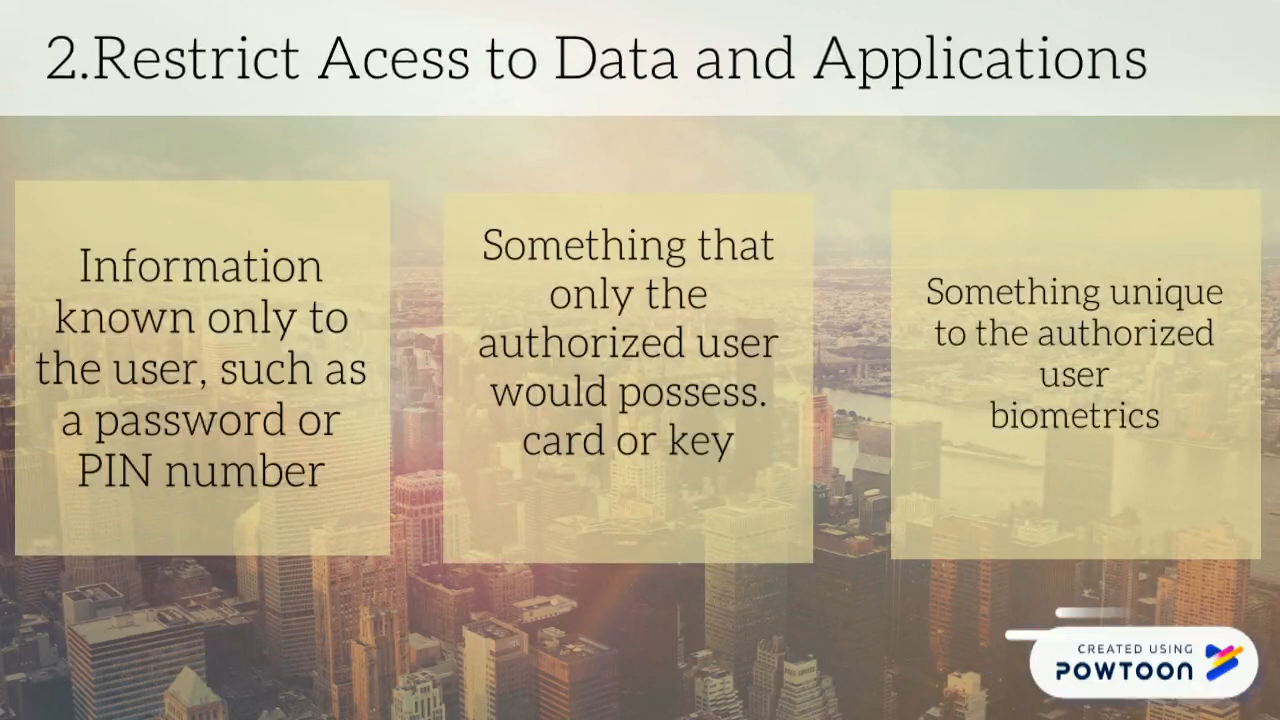 2.Restrict Acess to Data and Applications
Information
known only to
the user, such as
a password or
PIN number
Something that
only the
authorized user
would possess.
card or key
Something unique
to the authorized
user
biometrics
CREATED USING
POWTOON